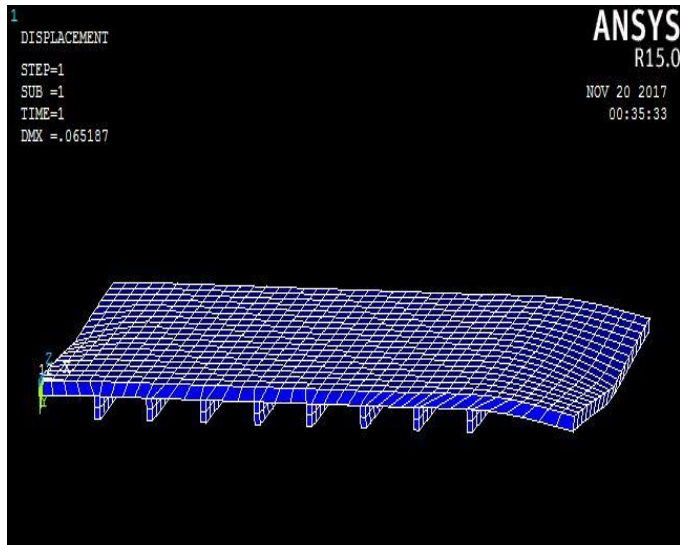 1
DISPLACEMENT
STEP=1
SUB =1
TIME=1
DMX =.065187
ANSYS
R15.0
NOV 20 2017
00:35:33
Z
X